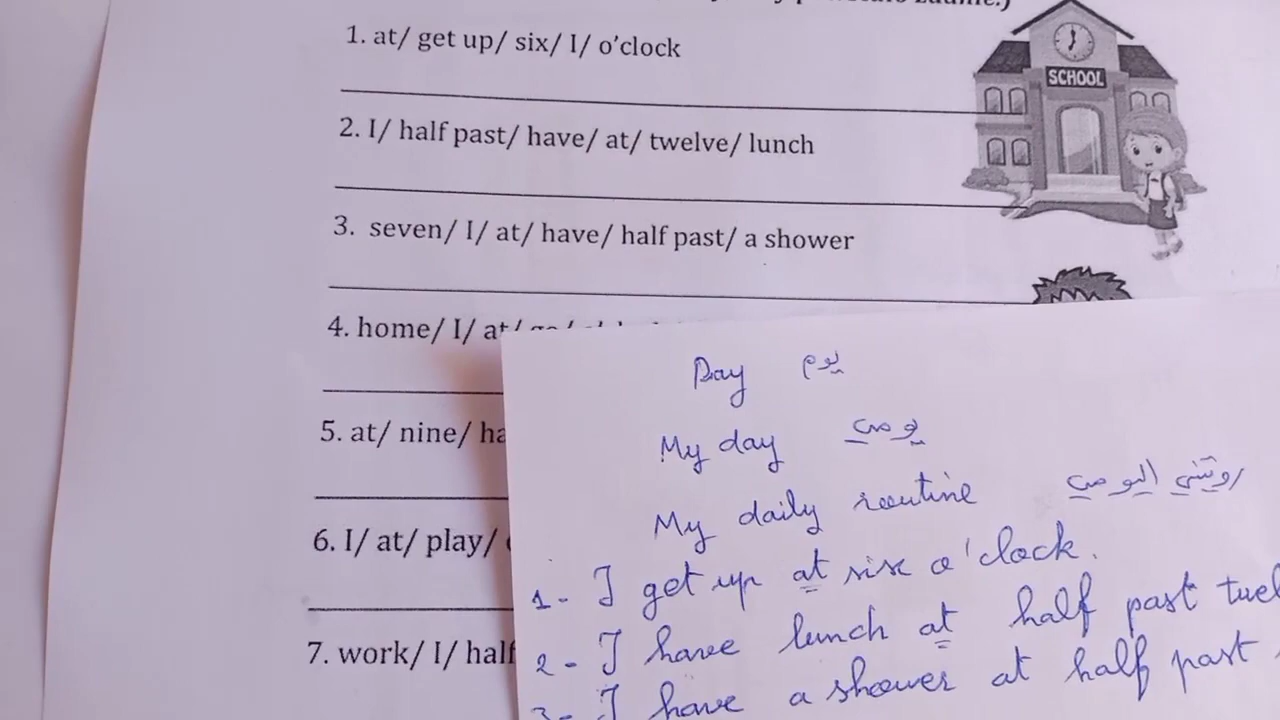 1. at/ get up/ six/ I/ o'clock
SCHOOL
2. I/ half past/ have/ at/ twelve/ lunch
3. seven/ I/ at/ have/ half past/ a shower
4. home/ I/ at/
5. at/ nine/ ha
6. I/ at/ play/
7. work/ I/ half
Day يوم
My day يومي
My daily routine روتيني اليومي
1- I get up at six o'clock.
2- I have lunch at half past twel
3- I have a shower at half past